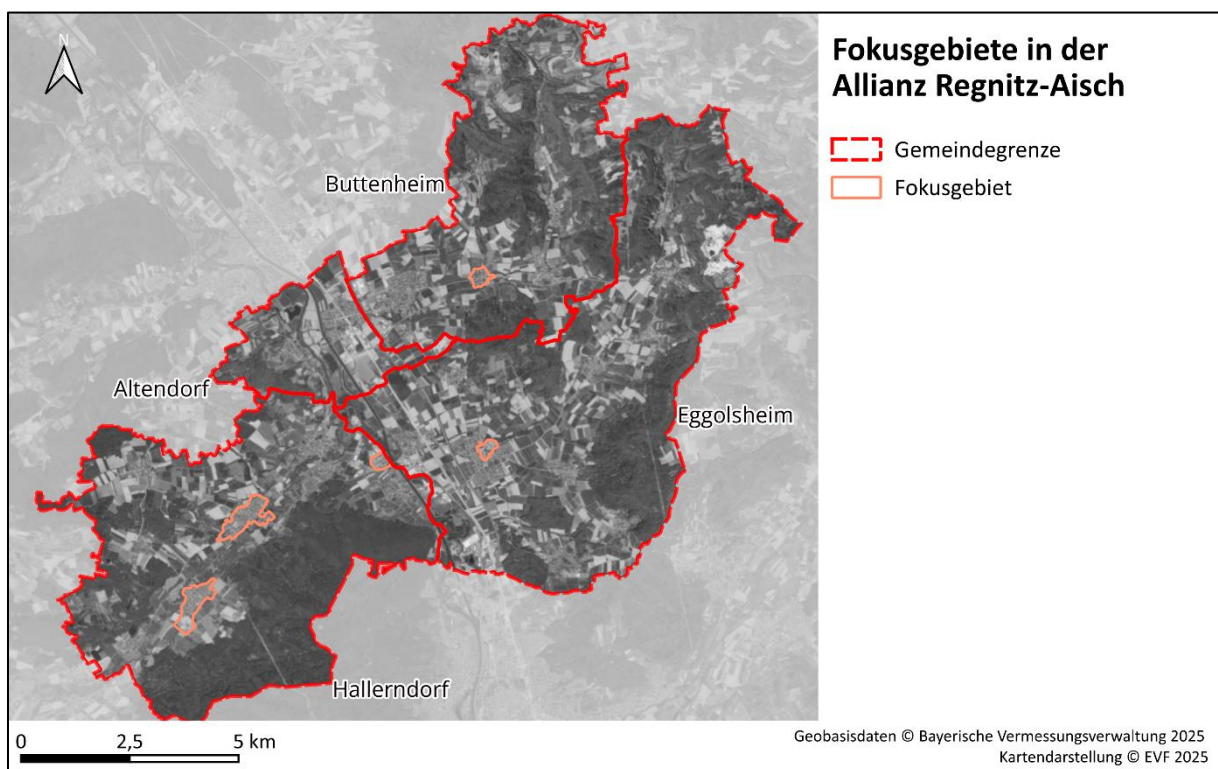 Fokusgebiete in der
Allianz Regnitz-Aisch
Gemeindegrenze
Fokusgebiet
N
Buttenheim
Altendorf
Eggolsheim
Hallerndorf
0 2,5 5 km
Geobasisdaten © Bayerische Vermessungsverwaltung 2025
Kartendarstellung © EVF 2025